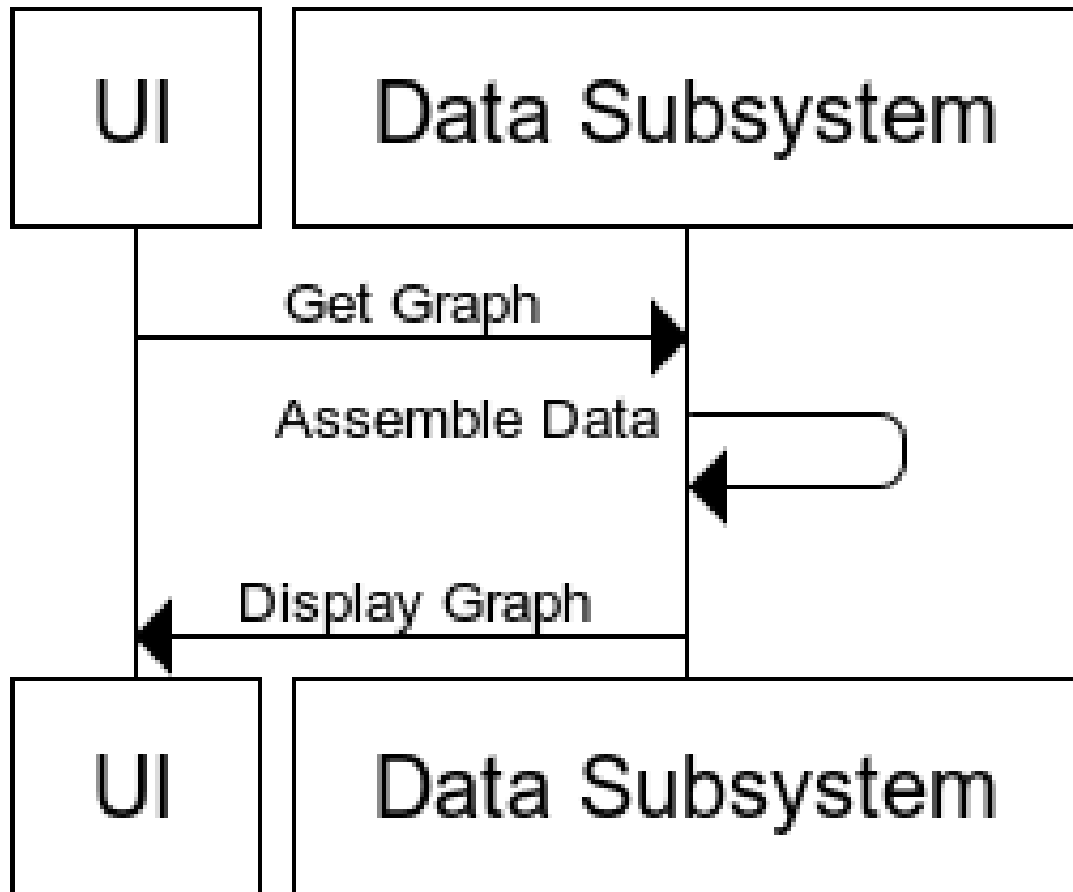 UI
Data Subsystem
Get Graph
Assemble Data
Display Graph
UI
Data Subsystem